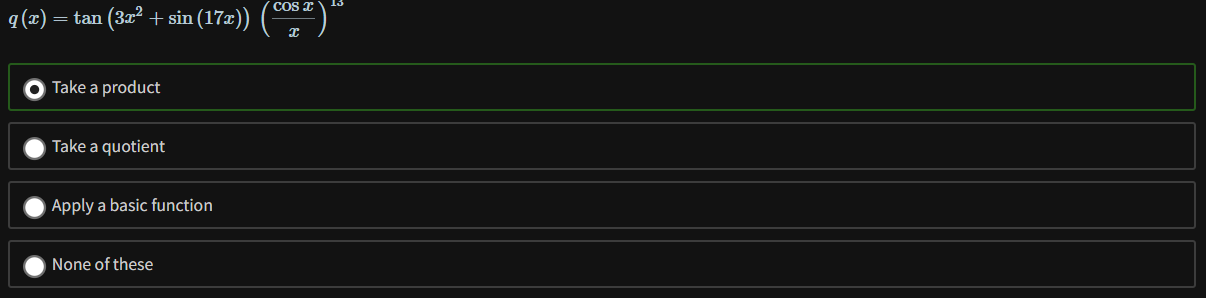 q(x) = tan (3x² + sin (17x)) (cos x / x)¹³
Take a product
Take a quotient
Apply a basic function
None of these